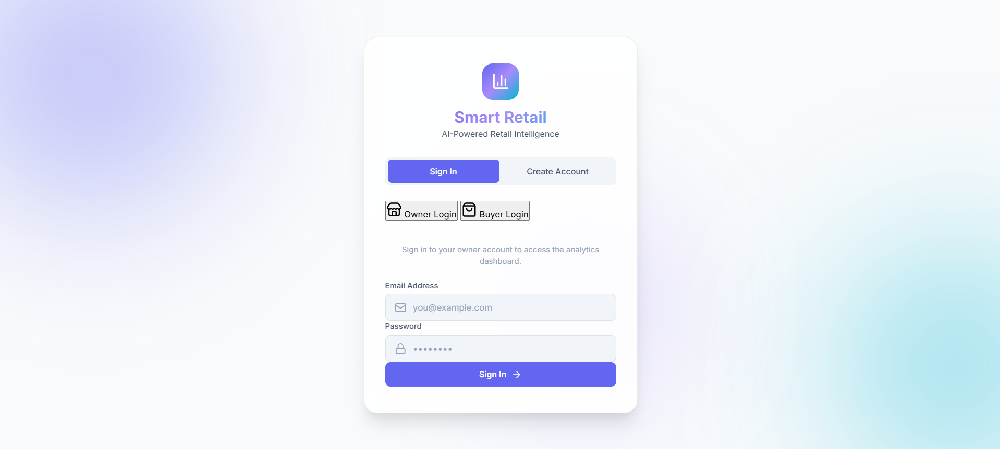 Smart Retail
AI-Powered Retail Intelligence
Sign In
Create Account
Owner Login
Buyer Login
Sign in to your owner account to access the analytics
dashboard.
Email Address
you@example.com
Password
••••••••
Sign In